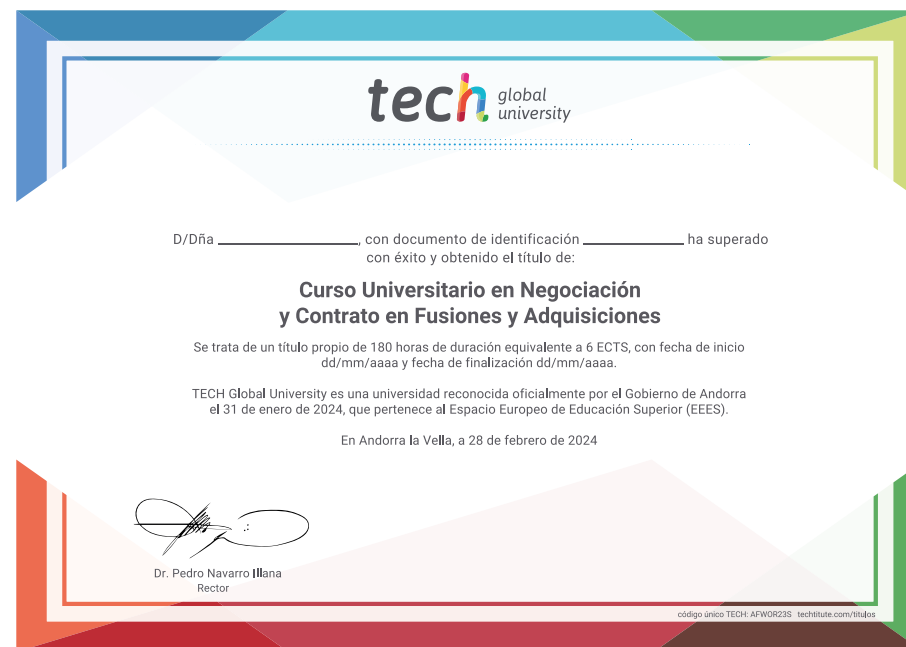 tech global university
D/Dña ____________________, con documento de identificación ______________ ha superado
con éxito y obtenido el título de:
Curso Universitario en Negociación
y Contrato en Fusiones y Adquisiciones
Se trata de un título propio de 180 horas de duración equivalente a 6 ECTS, con fecha de inicio
dd/mm/aaaa y fecha de finalización dd/mm/aaaa.
TECH Global University es una universidad reconocida oficialmente por el Gobierno de Andorra
el 31 de enero de 2024, que pertenece al Espacio Europeo de Educación Superior (EEES).
En Andorra la Vella, a 28 de febrero de 2024
Dr. Pedro Navarro Illana
Rector
código único TECH: AFWOR23S techtitute.com/titulos